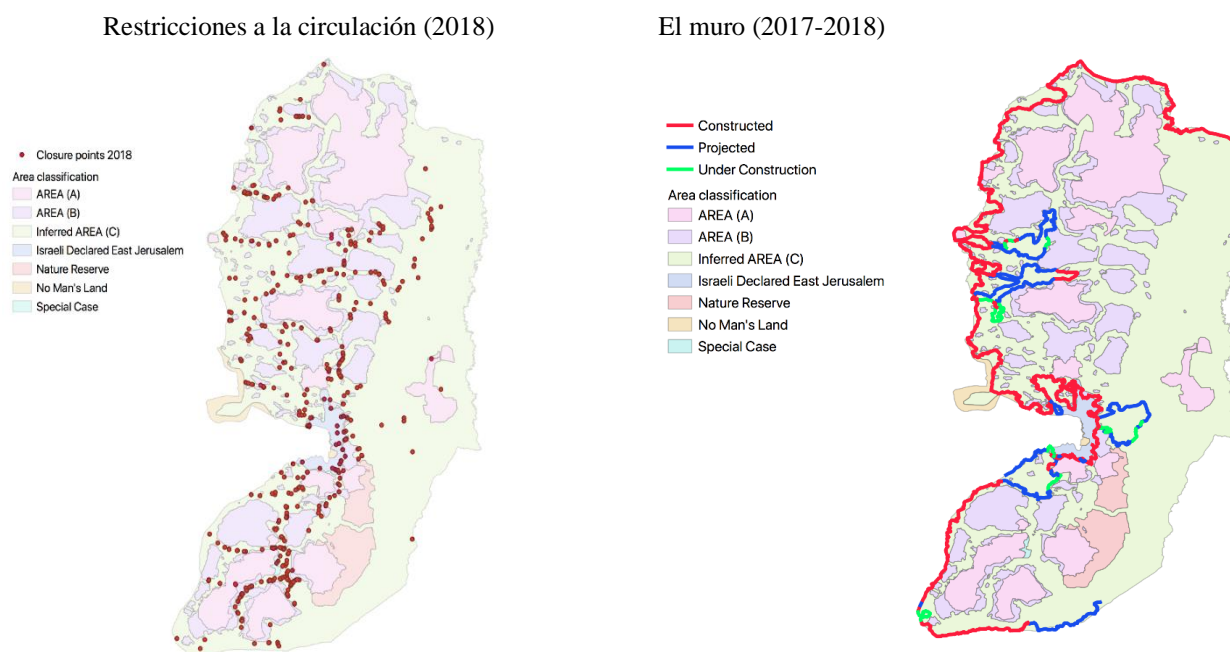 Restricciones a la circulación (2018)
Closure points 2018
Area classification
AREA (A)
AREA (B)
Inferred AREA (C)
Israeli Declared East Jerusalem
Nature Reserve
No Man's Land
Special Case
El muro (2017-2018)
Constructed
Projected
Under Construction
Area classification
AREA (A)
AREA (B)
Inferred AREA (C)
Israeli Declared East Jerusalem
Nature Reserve
No Man's Land
Special Case